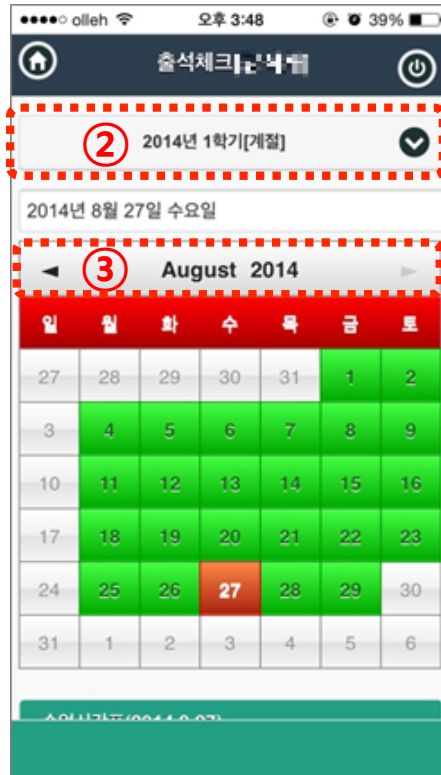 olleh 오후 3:48 39%
출석체크
② 2014년 1학기[계절]
2014년 8월 27일 수요일
◄ ③ August 2014 ►
일 월 화 수 목 금 토
27 28 29 30 31 1 2
3 4 5 6 7 8 9
10 11 12 13 14 15 16
17 18 19 20 21 22 23
24 25 26 27 28 29 30
31 1 2 3 4 5 6